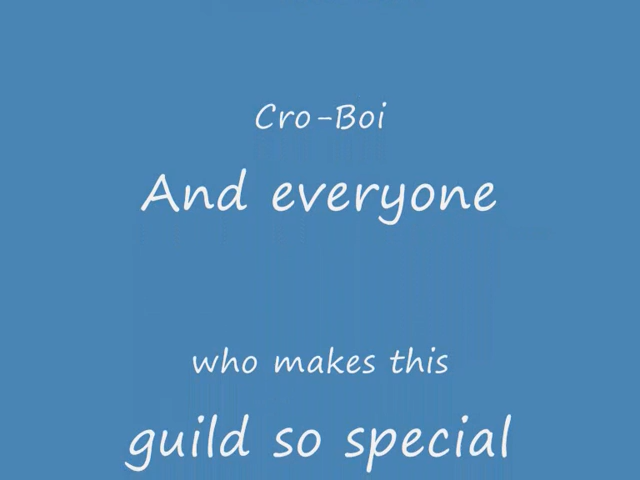 Cro-Boi
And everyone
who makes this
guild so special